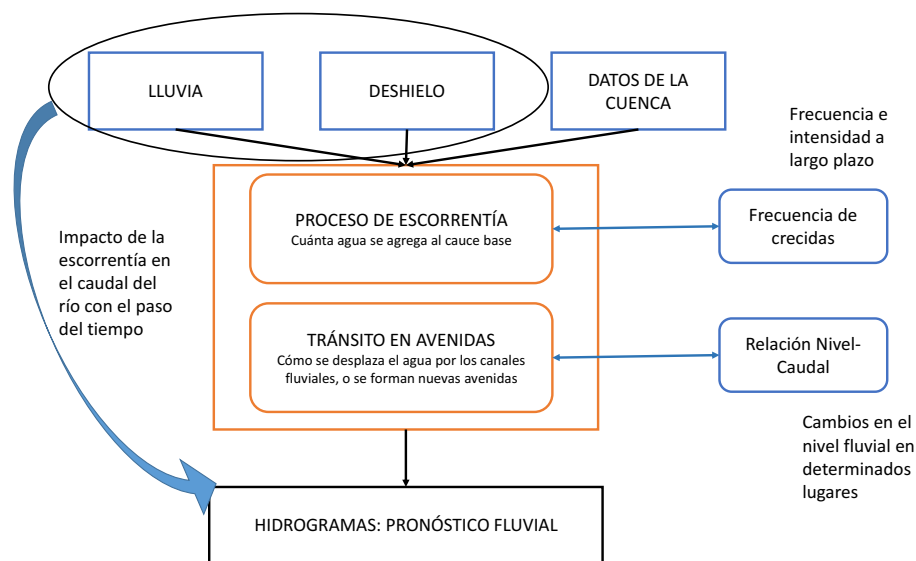 LLUVIA
DESHIELO
DATOS DE LA
CUENCA
Frecuencia e
intensidad a
largo plazo
PROCESO DE ESCORRENTÍA
Cuánta agua se agrega al cauce base
Frecuencia de
crecidas
Impacto de la
escorrentía en
el caudal del
río con el paso
del tiempo
TRÁNSITO EN AVENIDAS
Cómo se desplaza el agua por los canales
fluviales, o se forman nuevas avenidas
Relación Nivel-
Caudal
Cambios en el
nivel fluvial en
determinados
lugares
HIDROGRAMAS: PRONÓSTICO FLUVIAL